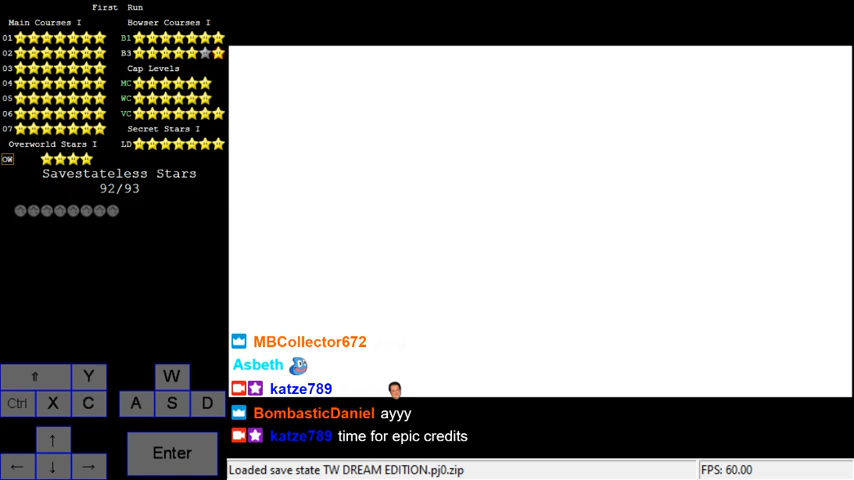 First Run
Main Courses I
Bowser Courses I
01
B1
02
B3
03
Cap Levels
04
MC
05
WC
06
VC
07
Secret Stars I
Overworld Stars I
LD
OW
Savestateless Stars
92/93
MBCollector672
Asbeth
katze789
BombasticDaniel ayyy
katze789 time for epic credits
⇑ Y W
Ctrl X C A S D
↑
← ↓ → Enter
Loaded save state TW DREAM EDITION.pj0.zip
FPS: 60.00